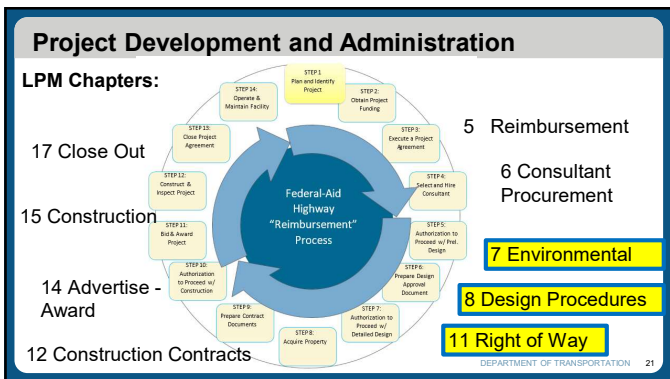 Project Development and Administration
LPM Chapters:
STEP 1
Plan and Identify
Project
STEP 2:
Obtain Project
Funding
STEP 3:
Execute a Project
Agreement
STEP 4:
Select and Hire
Consultant
STEP 5:
Authorization to
Proceed w/ Prel.
Design
STEP 6:
Prepare Design
Approval
Document
STEP 7:
Authorization to
Proceed w/
Detailed Design
STEP 8:
Acquire Property
STEP 9:
Prepare Contract
Documents
STEP 10:
Authorization
to Proceed w/
Construction
STEP 11:
Bid & Award
Project
STEP 12:
Construct &
Inspect Project
STEP 13:
Close Project
Agreement
STEP 14:
Operate &
Maintain Facility
Federal-Aid
Highway
“Reimbursement”
Process
5 Reimbursement
6 Consultant
Procurement
7 Environmental
8 Design Procedures
11 Right of Way
12 Construction Contracts
14 Advertise -
Award
15 Construction
17 Close Out
DEPARTMENT OF TRANSPORTATION 21